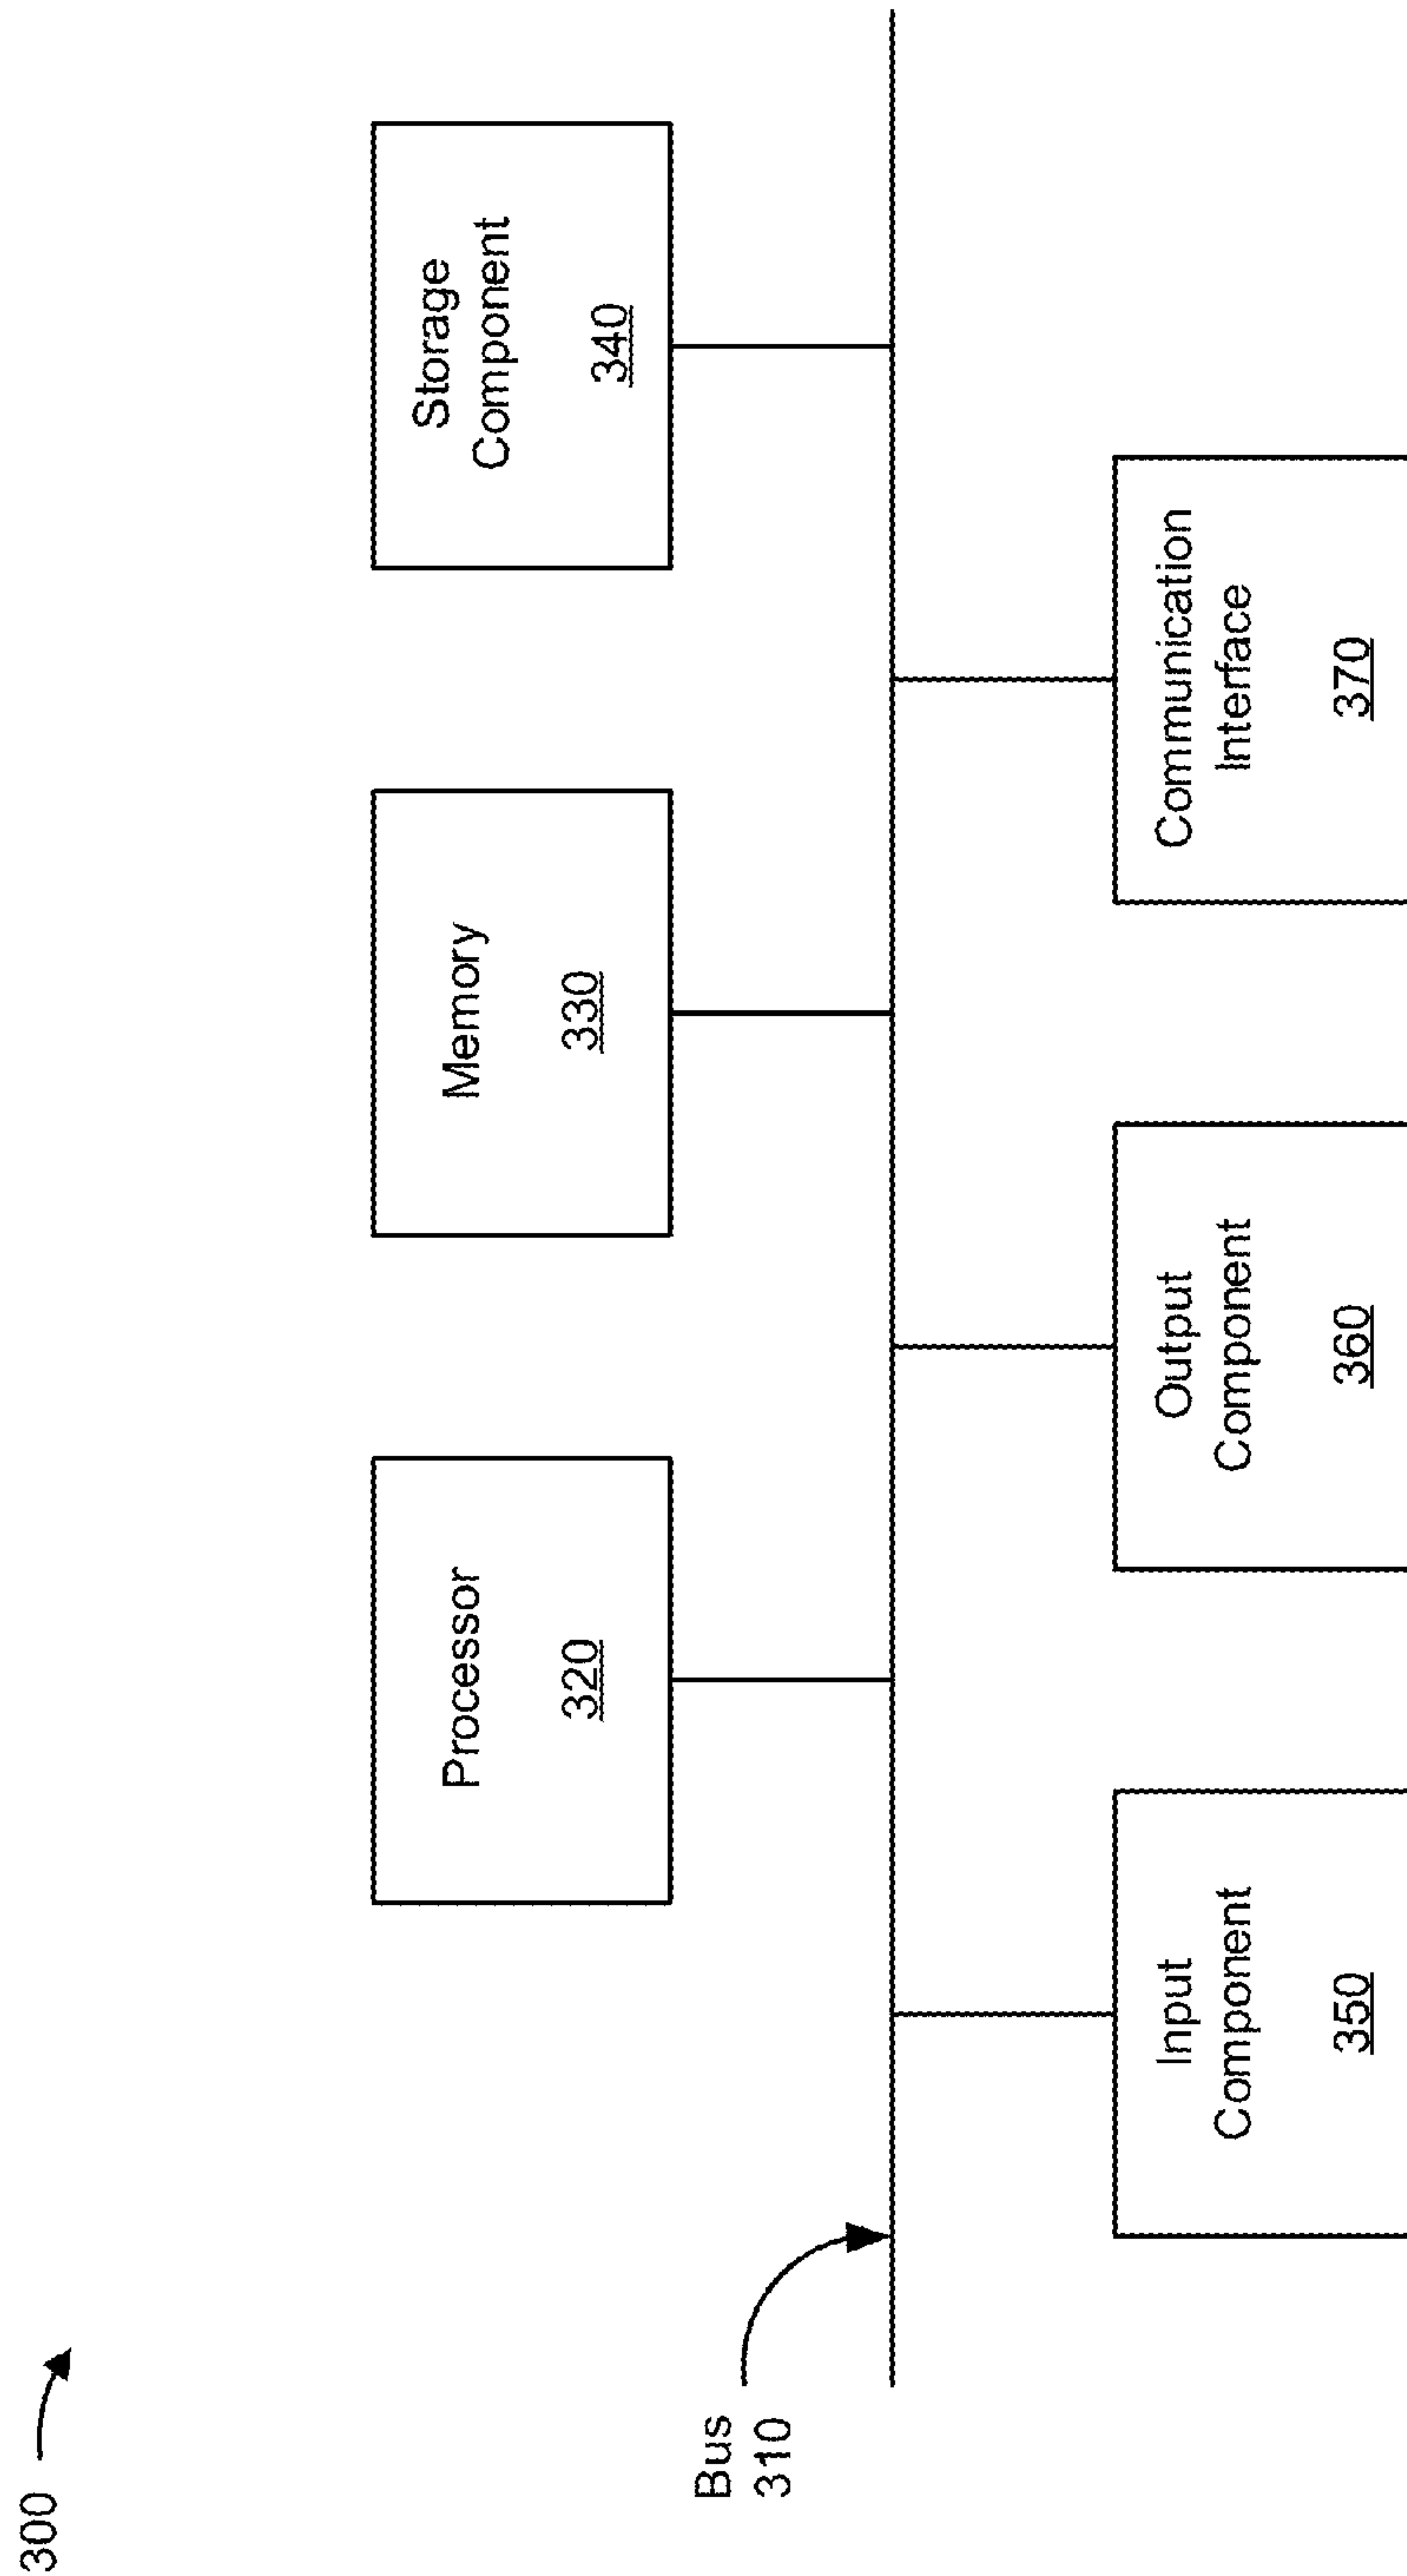 300
Processor
320
Memory
330
Storage
Component
340
Bus
310
Input
Component
350
Output
Component
360
Communication
Interface
370